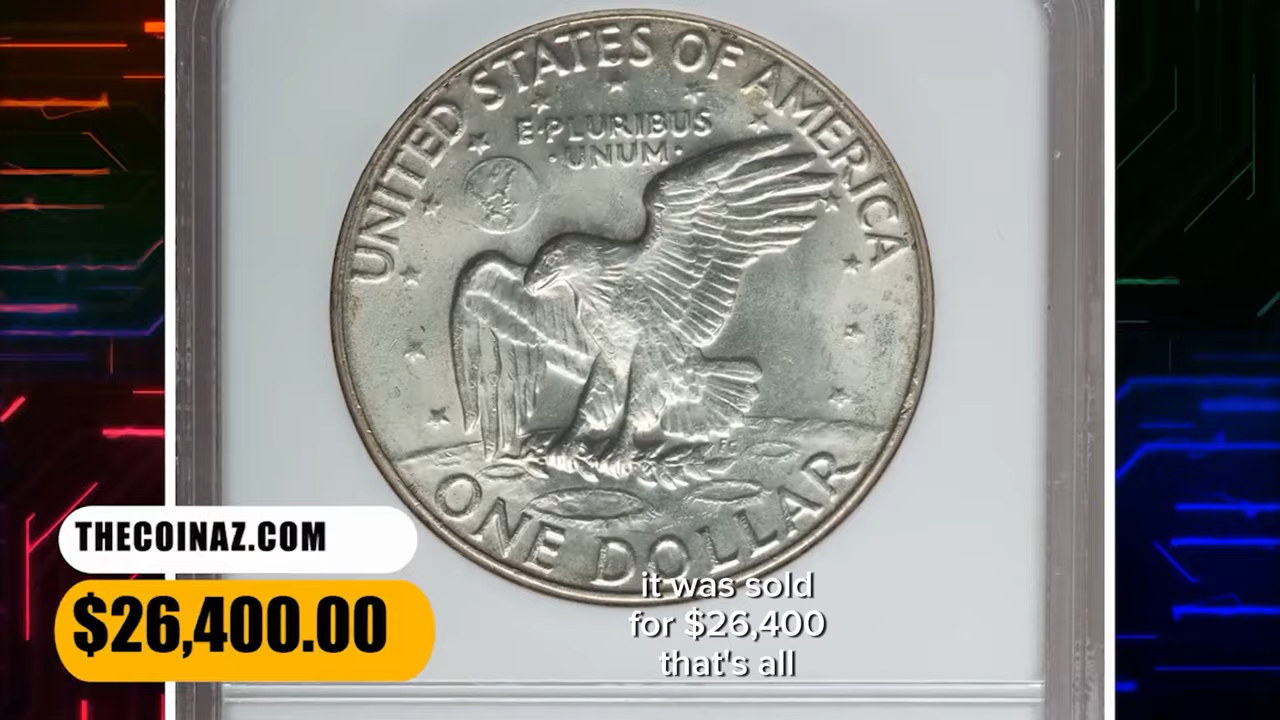 UNITED STATES OF AMERICA
E·PLURIBUS
·UNUM·
FG
ONE DOLLAR
THECOINAZ.COM
$26,400.00
it was sold
for $26,400
that's all